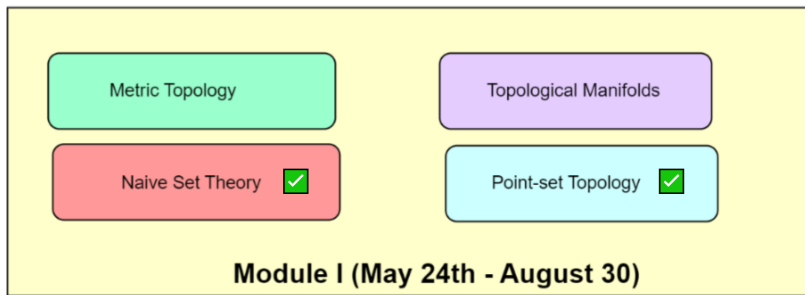 Metric Topology
Topological Manifolds
Naive Set Theory
Point-set Topology
Module I (May 24th - August 30)